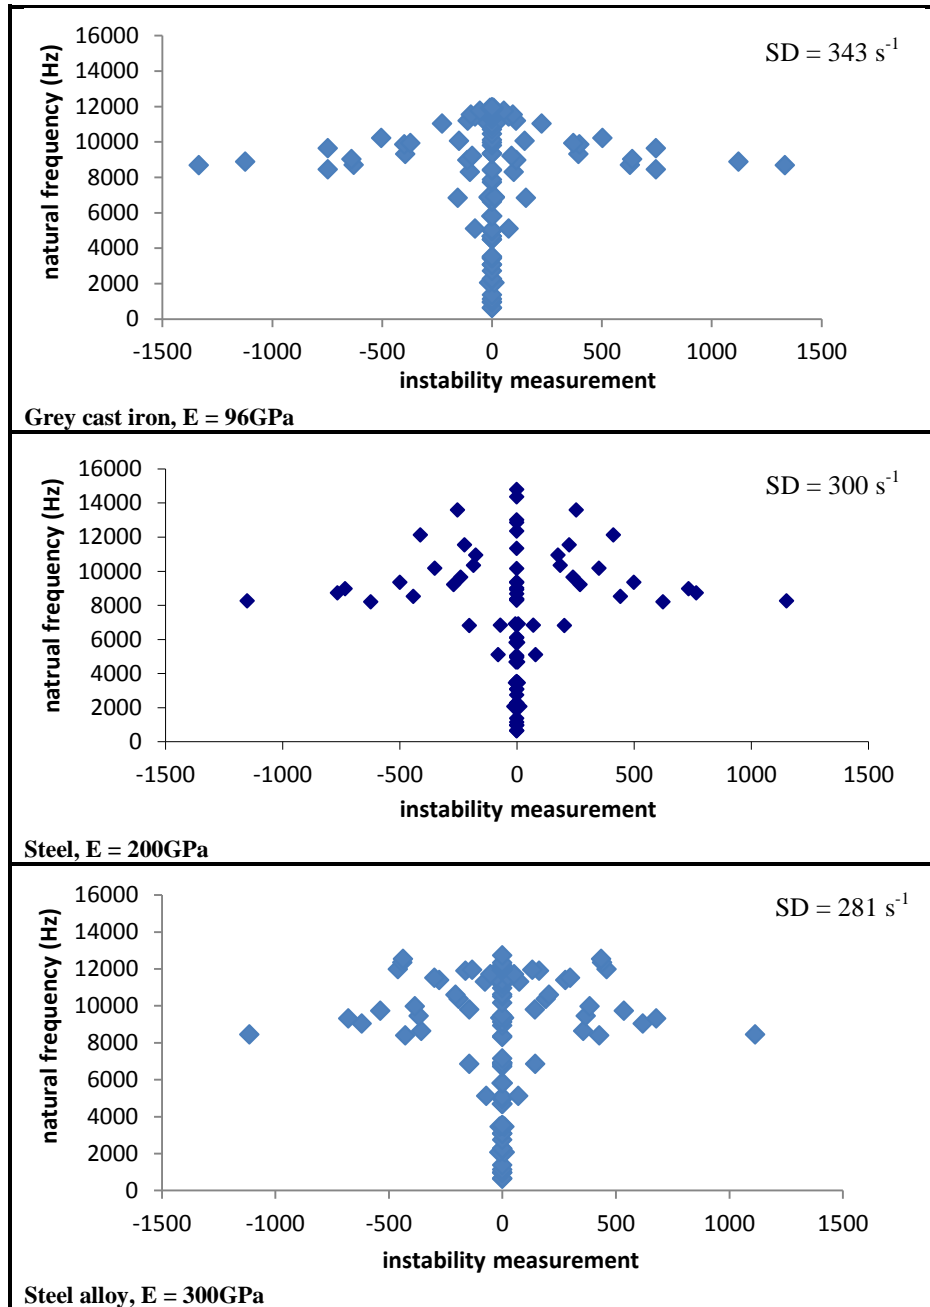 16000
14000
12000
10000
8000
6000
4000
2000
0
natural frequency (Hz)
SD = 343 s-1
-1500 -1000 -500 0 500 1000 1500
instability measurement
Grey cast iron, E = 96GPa
16000
14000
12000
10000
8000
6000
4000
2000
0
natrual frequency (Hz)
SD = 300 s-1
-1500 -1000 -500 0 500 1000 1500
instability measurement
Steel, E = 200GPa
16000
14000
12000
10000
8000
6000
4000
2000
0
natural frequency (Hz)
SD = 281 s-1
-1500 -1000 -500 0 500 1000 1500
instability measurement
Steel alloy, E = 300GPa